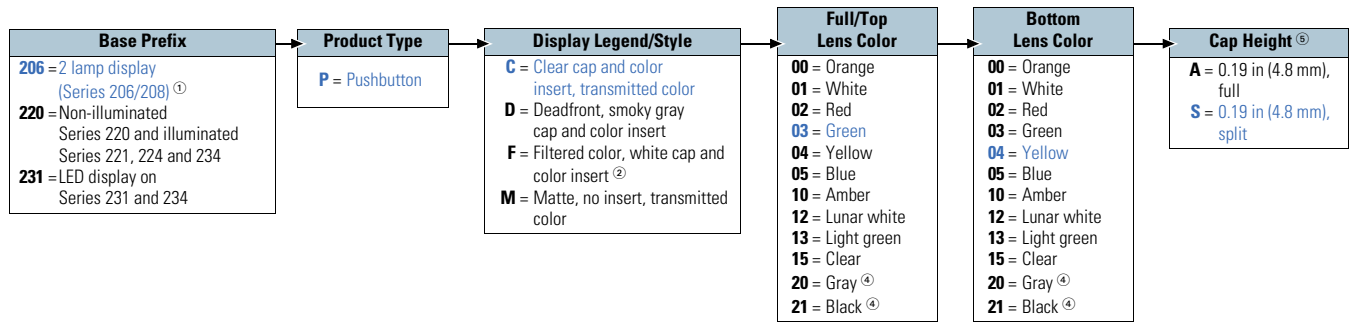 Base Prefix
206 = 2 lamp display
(Series 206/208) ①
220 = Non-illuminated
Series 220 and illuminated
Series 221, 224 and 234
231 = LED display on
Series 231 and 234
Product Type
P = Pushbutton
Display Legend/Style
C = Clear cap and color
insert, transmitted color
D = Deadfront, smoky gray
cap and color insert
F = Filtered color, white cap and
color insert ②
M = Matte, no insert, transmitted
color
Full/Top
Lens Color
00 = Orange
01 = White
02 = Red
03 = Green
04 = Yellow
05 = Blue
10 = Amber
12 = Lunar white
13 = Light green
15 = Clear
20 = Gray ④
21 = Black ④
Bottom
Lens Color
00 = Orange
01 = White
02 = Red
03 = Green
04 = Yellow
05 = Blue
10 = Amber
12 = Lunar white
13 = Light green
15 = Clear
20 = Gray ④
21 = Black ④
Cap Height ⑤
A = 0.19 in (4.8 mm),
full
S = 0.19 in (4.8 mm),
split